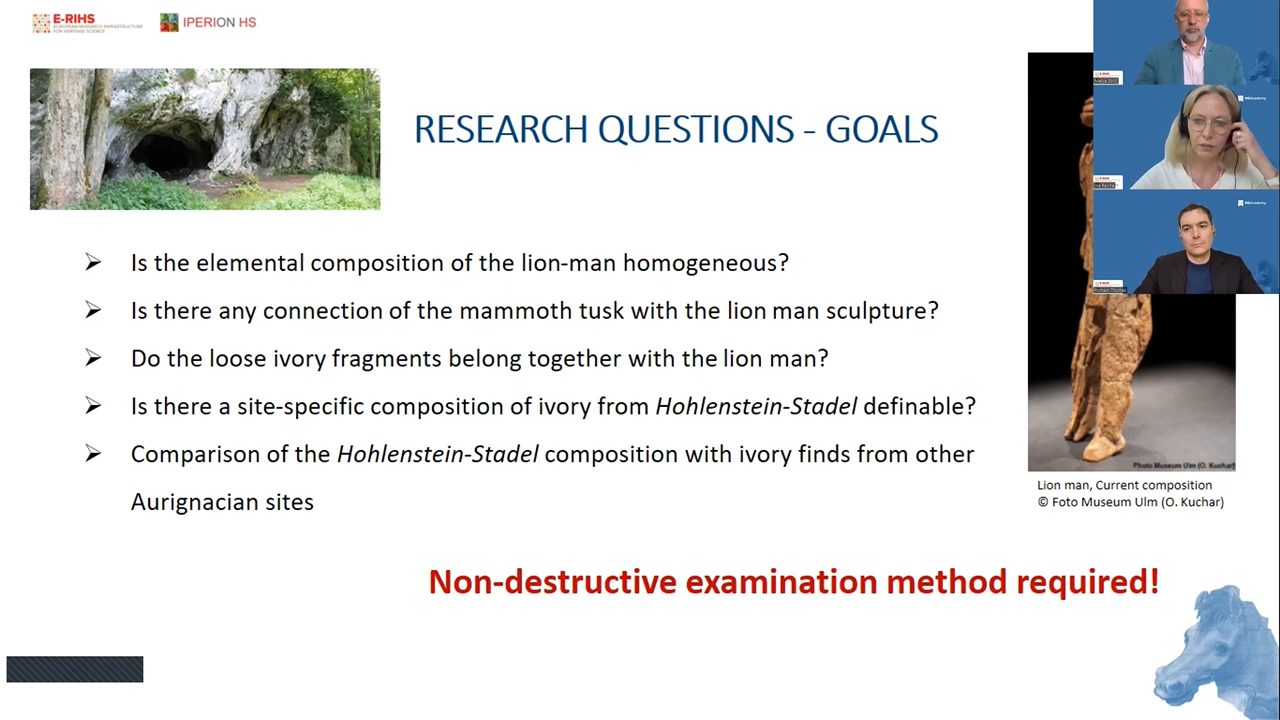 E-RIHS
EUROPEAN RESEARCH INFRASTRUCTURE
FOR HERITAGE SCIENCE
IPERION HS
RESEARCH QUESTIONS - GOALS
Is the elemental composition of the lion-man homogeneous?
Is there any connection of the mammoth tusk with the lion man sculpture?
Do the loose ivory fragments belong together with the lion man?
Is there a site-specific composition of ivory from Hohlenstein-Stadel definable?
Comparison of the Hohlenstein-Stadel composition with ivory finds from other
Aurignacian sites
Photo Museum Ulm (O. Kuchar)
Lion man, Current composition
© Foto Museum Ulm (O. Kuchar)
Non-destructive examination method required!